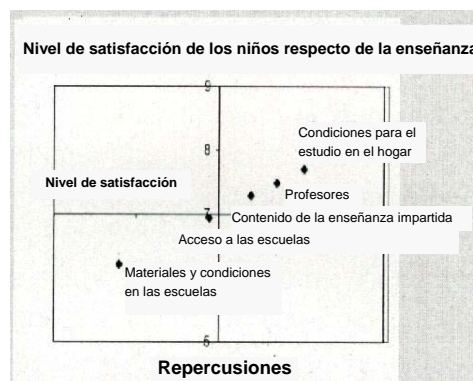 Nivel de satisfacción de los niños respecto de la enseñanza
9
Condiciones para el
estudio en el hogar
8
Nivel de satisfacción
Profesores
7
Contenido de la enseñanza impartida
Acceso a las escuelas
Materiales y condiciones
en las escuelas
6
Repercusiones